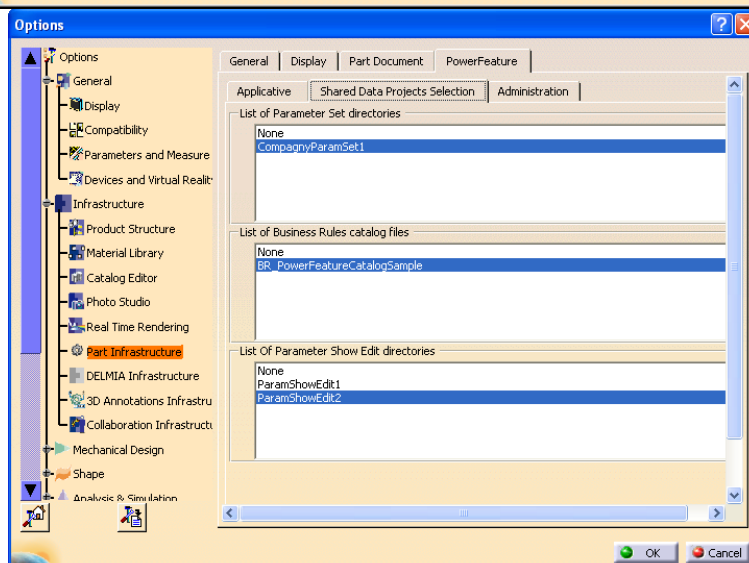 Options
Options
General
Display
Compatibility
Parameters and Measure
Devices and Virtual Realit
Infrastructure
Product Structure
Material Library
Catalog Editor
Photo Studio
Real Time Rendering
Part Infrastructure
DELMIA Infrastructure
3D Annotations Infrastru
Collaboration Infrastructu
Mechanical Design
Shape
Analysis & Simulation
General Display Part Document PowerFeature
Applicative Shared Data Projects Selection Administration
List of Parameter Set directories
None
CompagnyParamSet1
List of Business Rules catalog files
None
BR_PowerFeatureCatalogSample
List Of Parameter Show Edit directories
None
ParamShowEdit1
ParamShowEdit2
OK Cancel